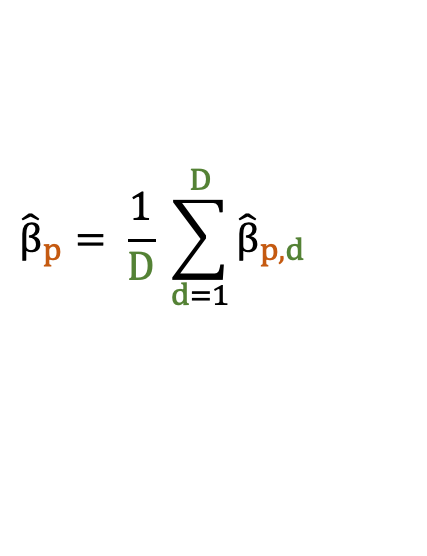 β̂p = 1/D ∑ d=1 D β̂p,d